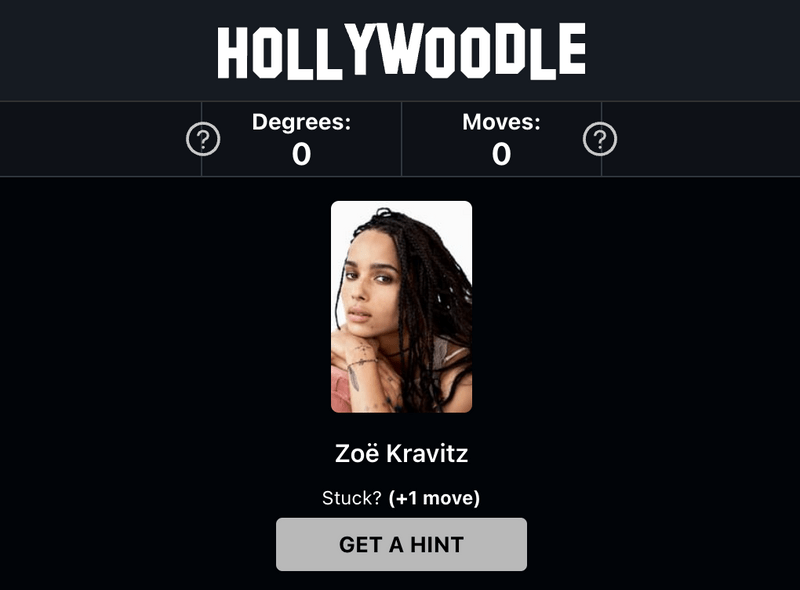 HOLLYWOODLE
? Degrees: Moves: ?
0 0
Zoë Kravitz
Stuck? (+1 move)
GET A HINT